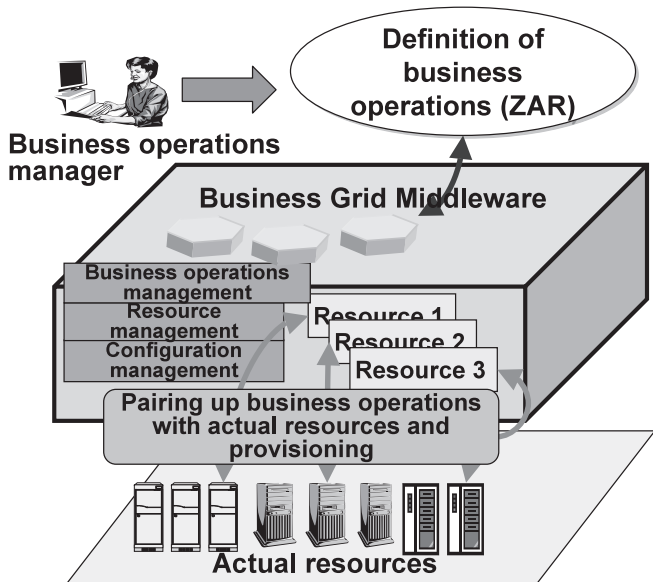 Definition of
business
operations (ZAR)
Business operations
manager
Business Grid Middleware
Business operations
management
Resource
management
Configuration
management
Resource 1
Resource 2
Resource 3
Pairing up business operations
with actual resources and
provisioning
Actual resources